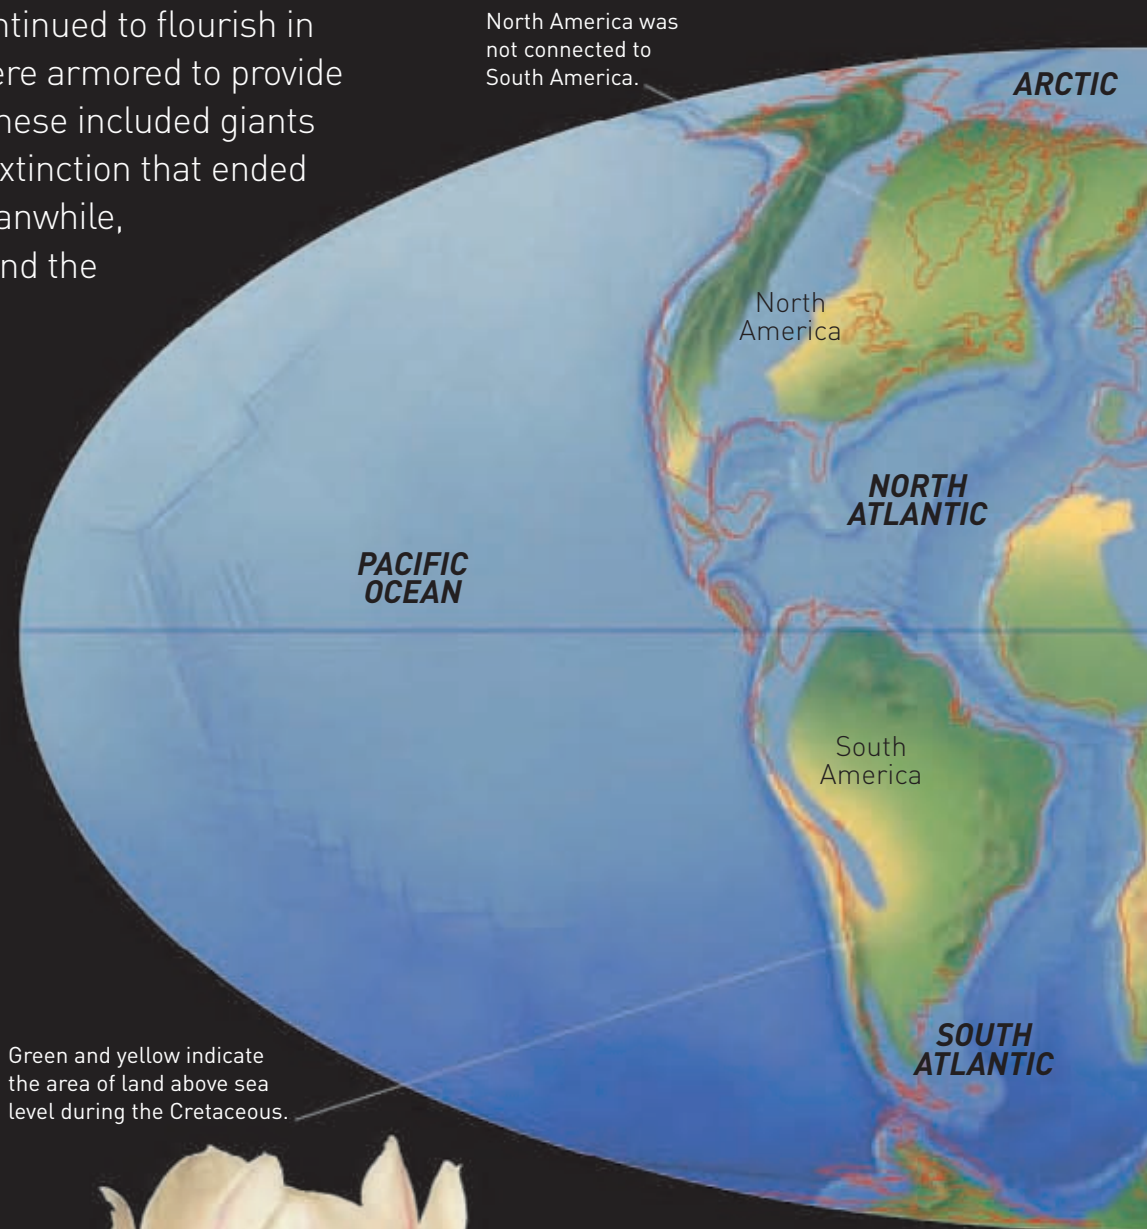 ntinued to flourish in
ere armored to provide
hese included giants
xtinction that ended
anwhile,
nd the
North America was
not connected to
South America.
ARCTIC
North
America
NORTH
ATLANTIC
PACIFIC
OCEAN
South
America
SOUTH
ATLANTIC
Green and yellow indicate
the area of land above sea
level during the Cretaceous.